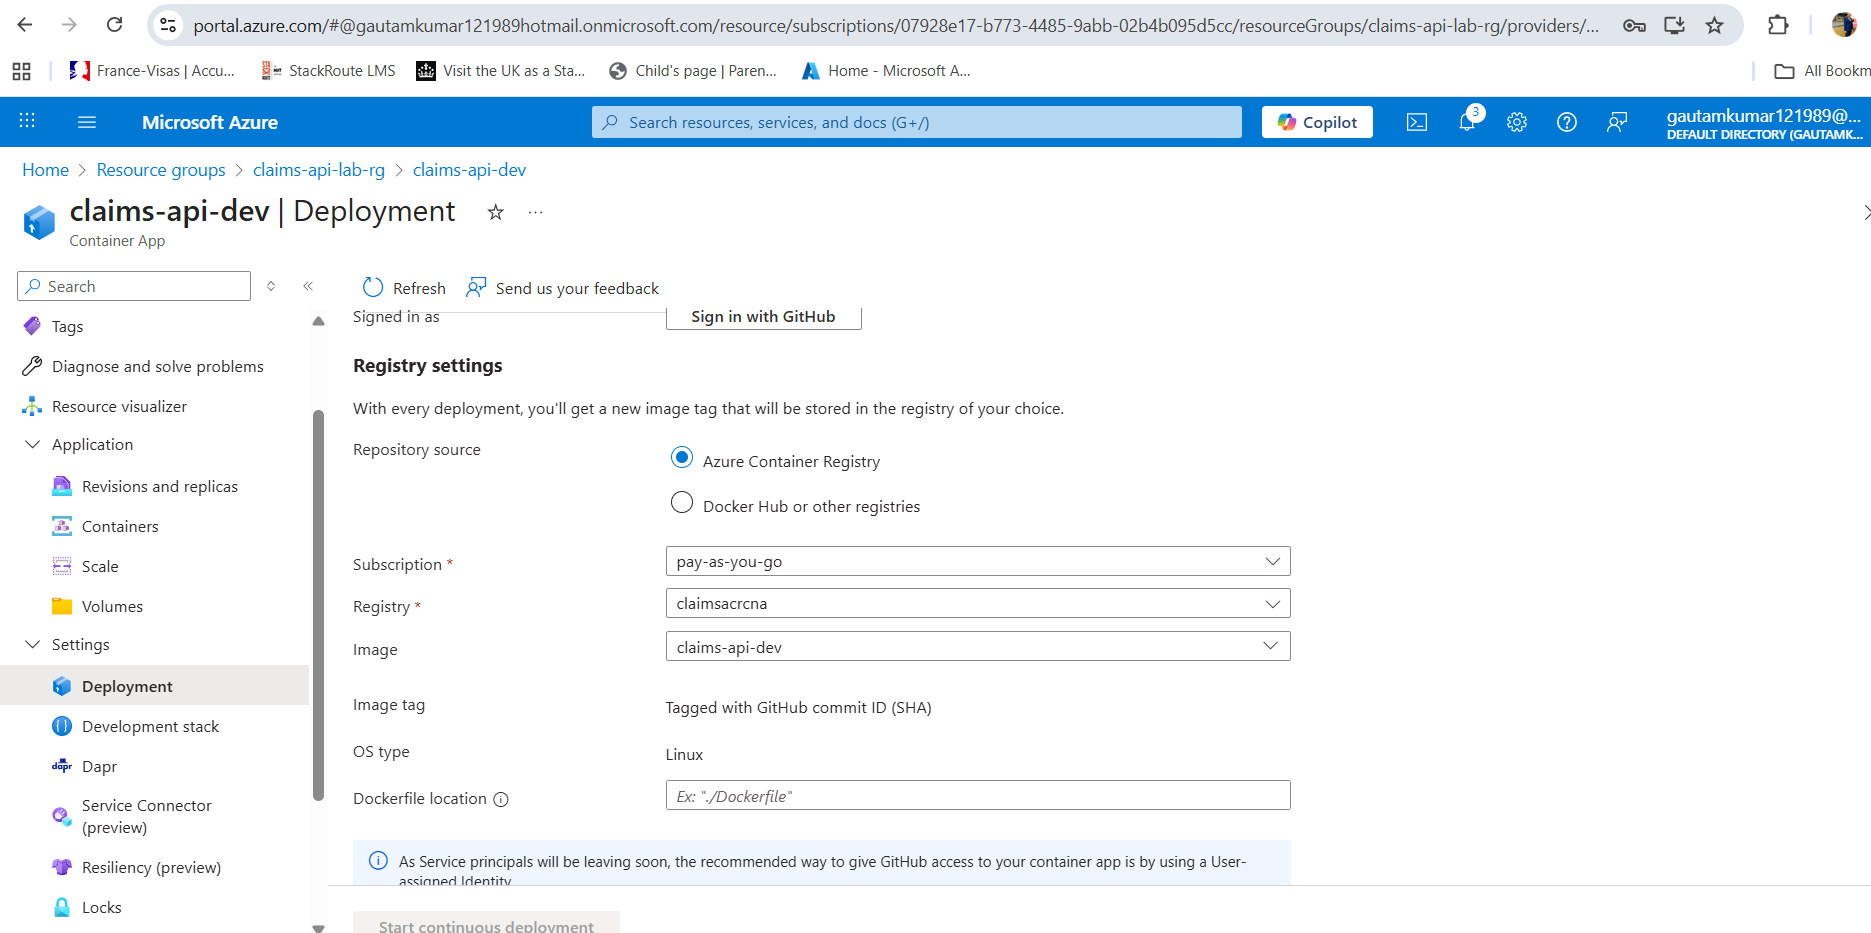 portal.azure.com/#@gautamkumar121989hotmail.onmicrosoft.com/resource/subscriptions/07928e17-b773-4485-9abb-02b4b095d5cc/resourceGroups/claims-api-lab-rg/providers/...
France-Visas | Accu... StackRoute LMS Visit the UK as a Sta... Child's page | Paren... Home - Microsoft A... All Bookm
Microsoft Azure Search resources, services, and docs (G+/) Copilot 3 gautamkumar121989@...
DEFAULT DIRECTORY (GAUTAMK...
Home > Resource groups > claims-api-lab-rg > claims-api-dev
claims-api-dev | Deployment
Container App
Search
Refresh Send us your feedback
Tags
Diagnose and solve problems
Resource visualizer
Application
Revisions and replicas
Containers
Scale
Volumes
Settings
Deployment
Development stack
dapr Dapr
Service Connector
(preview)
Resiliency (preview)
Locks
Signed in as Sign in with GitHub
Registry settings
With every deployment, you'll get a new image tag that will be stored in the registry of your choice.
Repository source Azure Container Registry
Docker Hub or other registries
Subscription * pay-as-you-go
Registry * claimsacrcna
Image claims-api-dev
Image tag Tagged with GitHub commit ID (SHA)
OS type Linux
Dockerfile location Ex: "./Dockerfile"
As Service principals will be leaving soon, the recommended way to give GitHub access to your container app is by using a User-
assigned Identity
Start continuous deployment